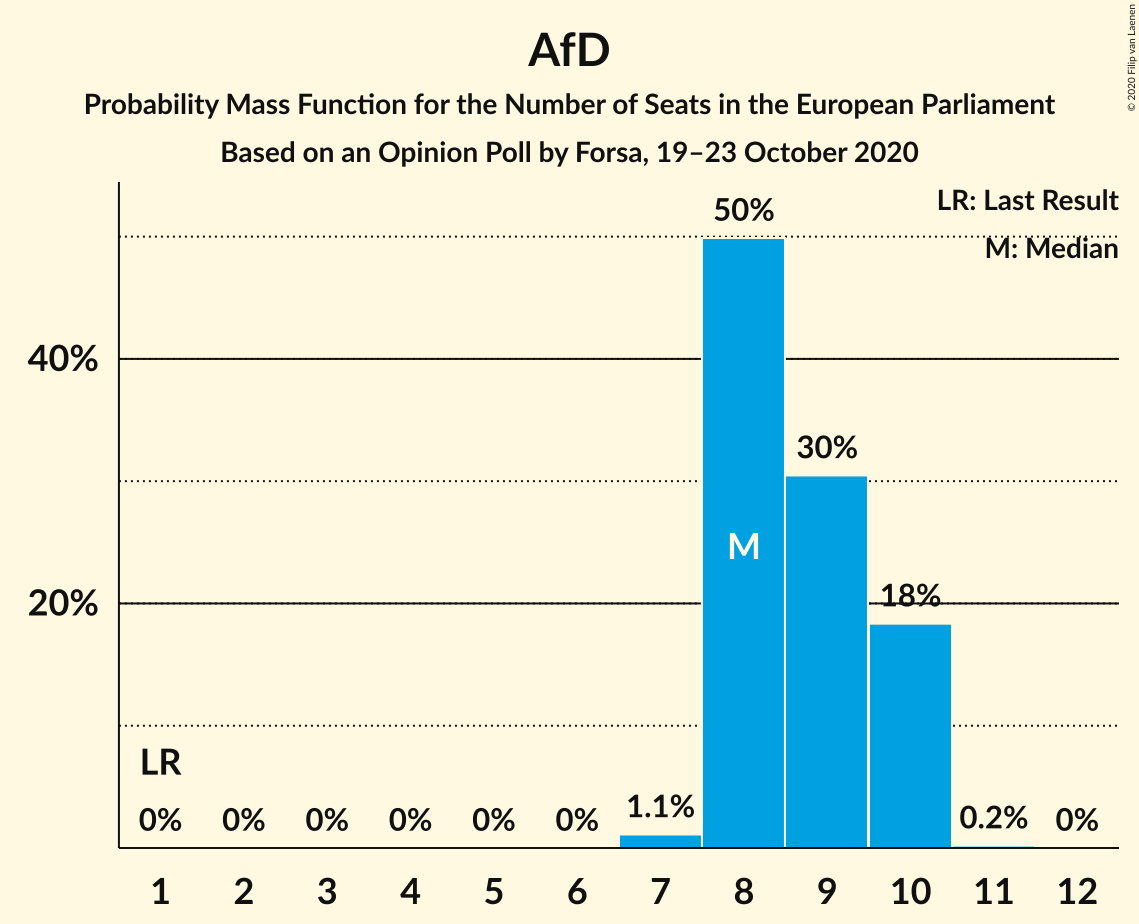 AfD
Probability Mass Function for the Number of Seats in the European Parliament
Based on an Opinion Poll by Forsa, 19–23 October 2020
© 2020 Filip van Laenen
LR: Last Result
M: Median
50%
40%
30%
M
20%
18%
LR
0% 0% 0% 0% 0% 0% 1.1% 0.2% 0%
1 2 3 4 5 6 7 8 9 10 11 12